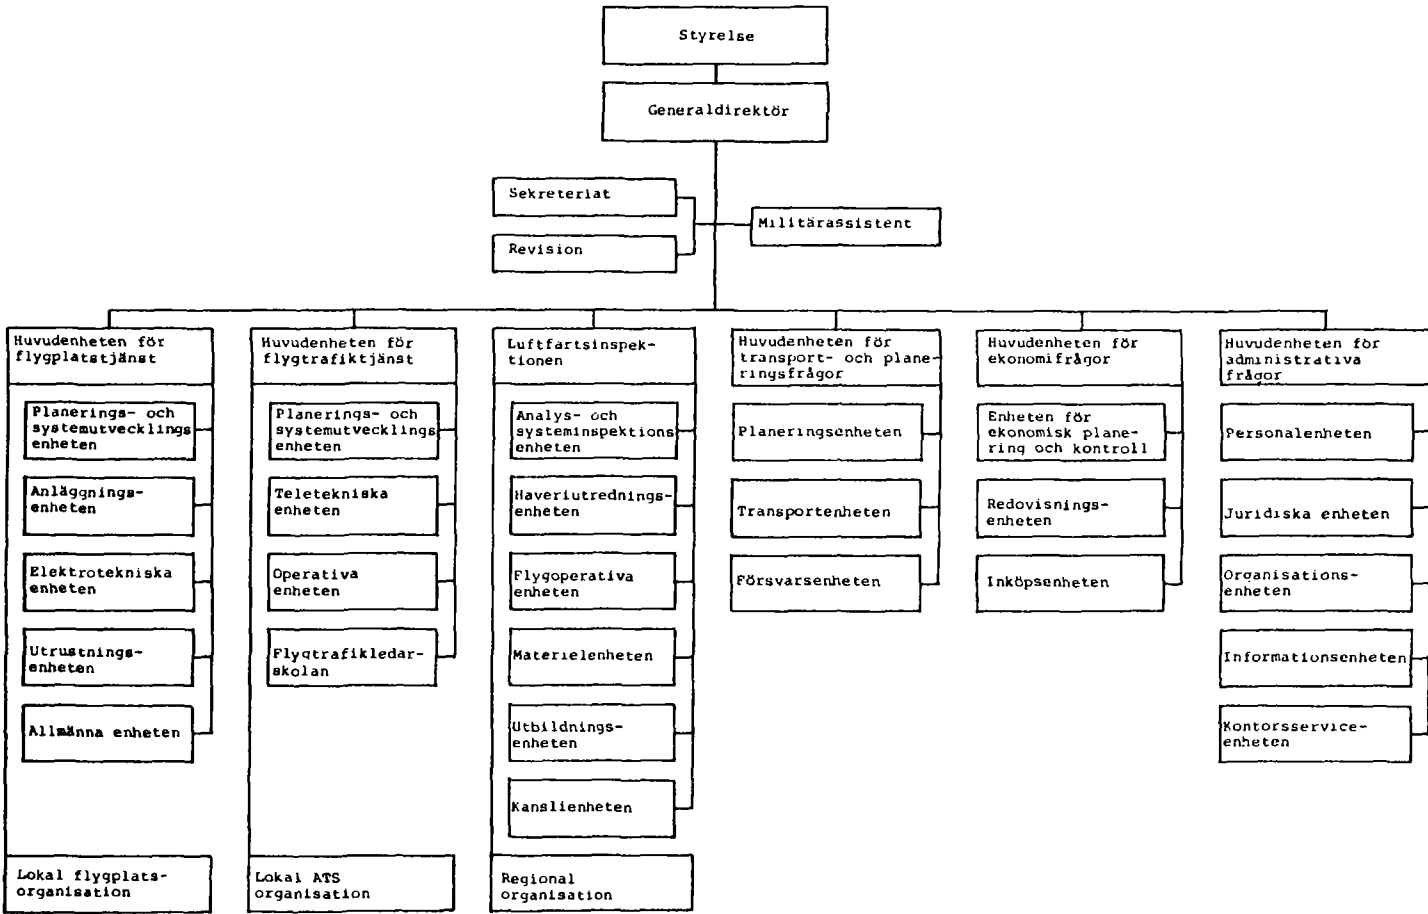 Styrelse
Generaldirektör
Sekreteriat
Militärassistent
Revision
Huvudenheten för
flygplatstjänst
Planerings- och
systemutvecklings
enheten
Anläggnings-
enheten
Elektrotekniska
enheten
Utrustnings-
enheten
Allmänna enheten
Lokal flygplats-
organisation
Huvudenheten för
flygtrafiktjänst
Planerings- och
systemutvecklings
enheten
Teletekniska
enheten
Operativa
enheten
Flygtrafikledar-
skolan
Lokal ATS
organisation
Luftfartsinspek-
tionen
Analys- och
systeminspektions
enheten
Haveriutrednings-
enheten
Flygoperativa
enheten
Materielenheten
Utbildnings-
enheten
Kanslienheten
Regional
organisation
Huvudenheten för
transport- och plane-
ringsfrågor
Planeringsenheten
Transportenheten
Försvarsenheten
Huvudenheten för
ekonomifrågor
Enheten för
ekonomisk plane-
ring och kontroll
Redovisnings-
enheten
Inköpsenheten
Huvudenheten för
administrativa
frågor
Personalenheten
Juridiska enheten
Organisations-
enheten
Informationsenheten
Kontorsservice-
enheten